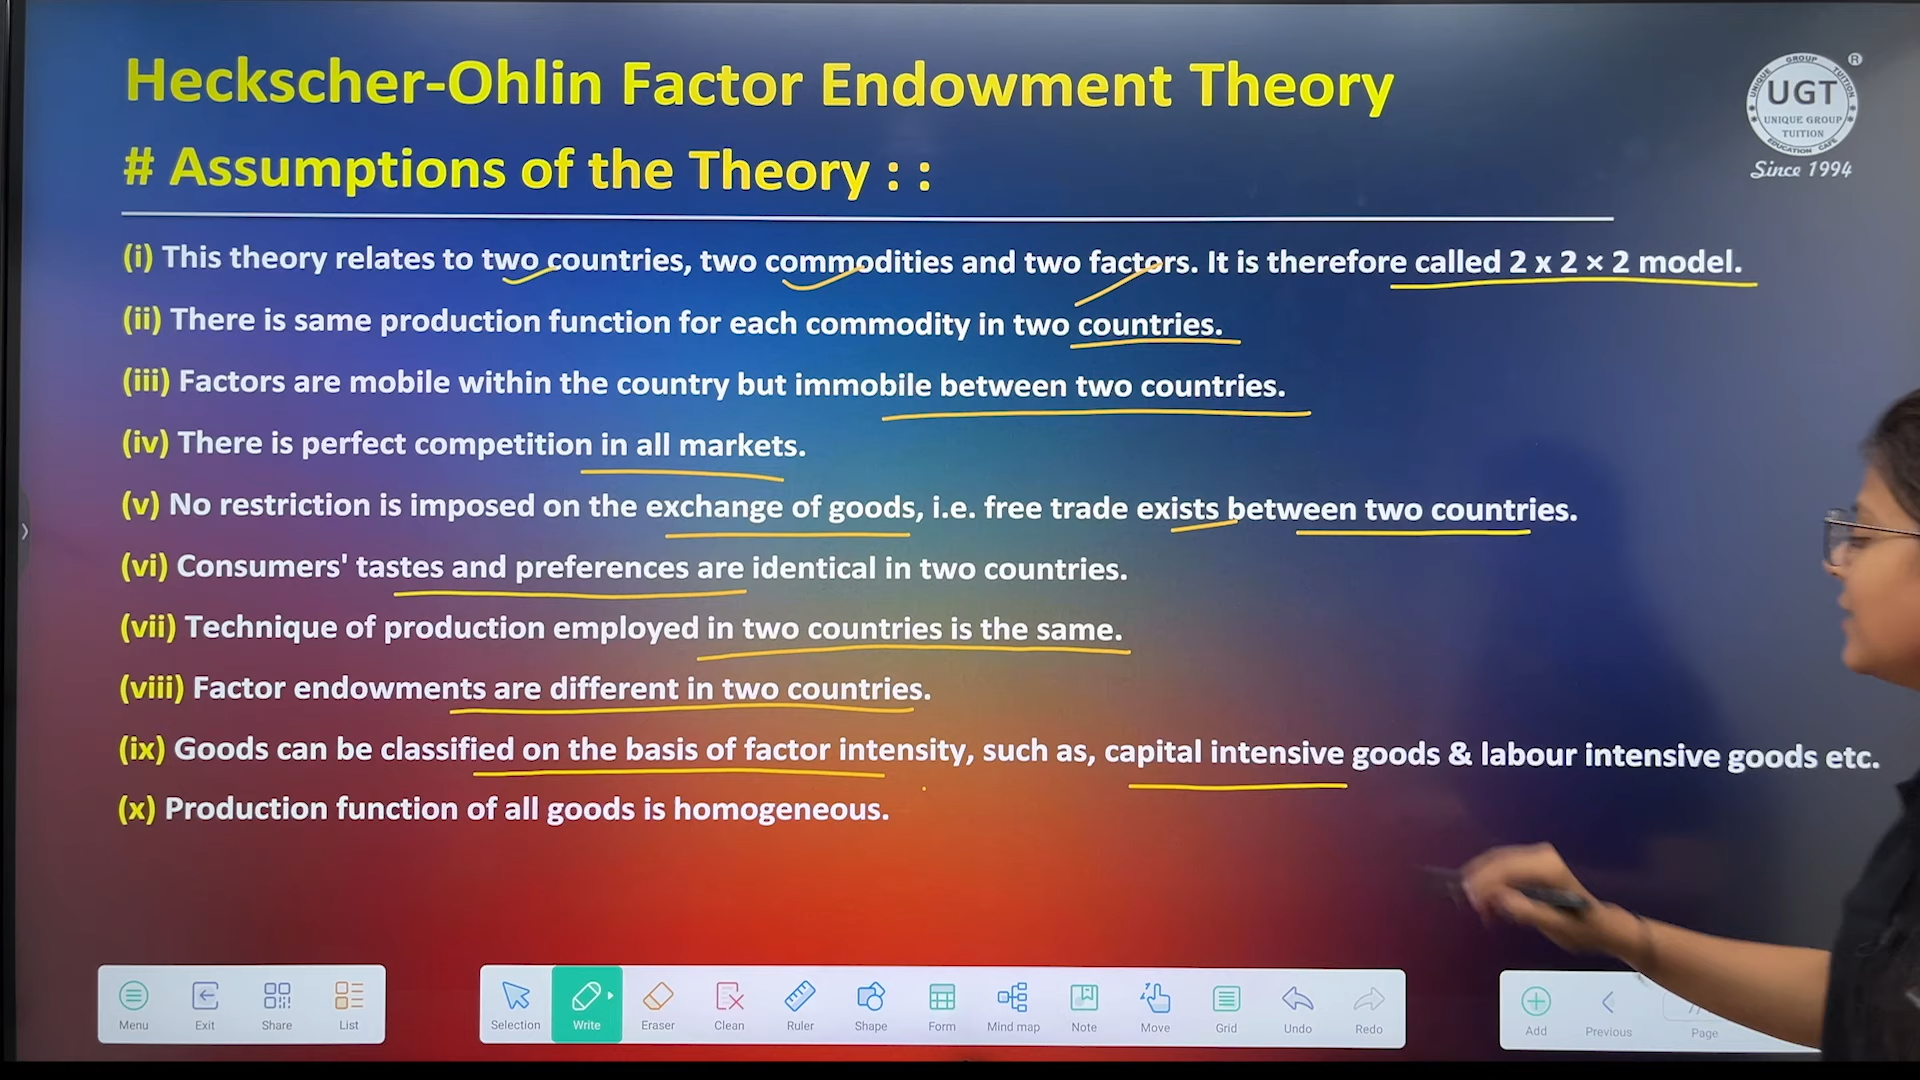 Heckscher-Ohlin Factor Endowment Theory
# Assumptions of the Theory : :
(i) This theory relates to two countries, two commodities and two factors. It is therefore called 2 x 2 × 2 model.
(ii) There is same production function for each commodity in two countries.
(iii) Factors are mobile within the country but immobile between two countries.
(iv) There is perfect competition in all markets.
(v) No restriction is imposed on the exchange of goods, i.e. free trade exists between two countries.
(vi) Consumers' tastes and preferences are identical in two countries.
(vii) Technique of production employed in two countries is the same.
(viii) Factor endowments are different in two countries.
(ix) Goods can be classified on the basis of factor intensity, such as, capital intensive goods & labour intensive goods etc.
(x) Production function of all goods is homogeneous.
UNIQUE GROUP TUITION
UGT
UNIQUE GROUP
TUITION
EDUCATION CAFE
®
Since 1994
Menu Exit Share List
Selection Write Eraser Clean Ruler Shape Form Mind map Note Move Grid Undo Redo
Add Previous Page